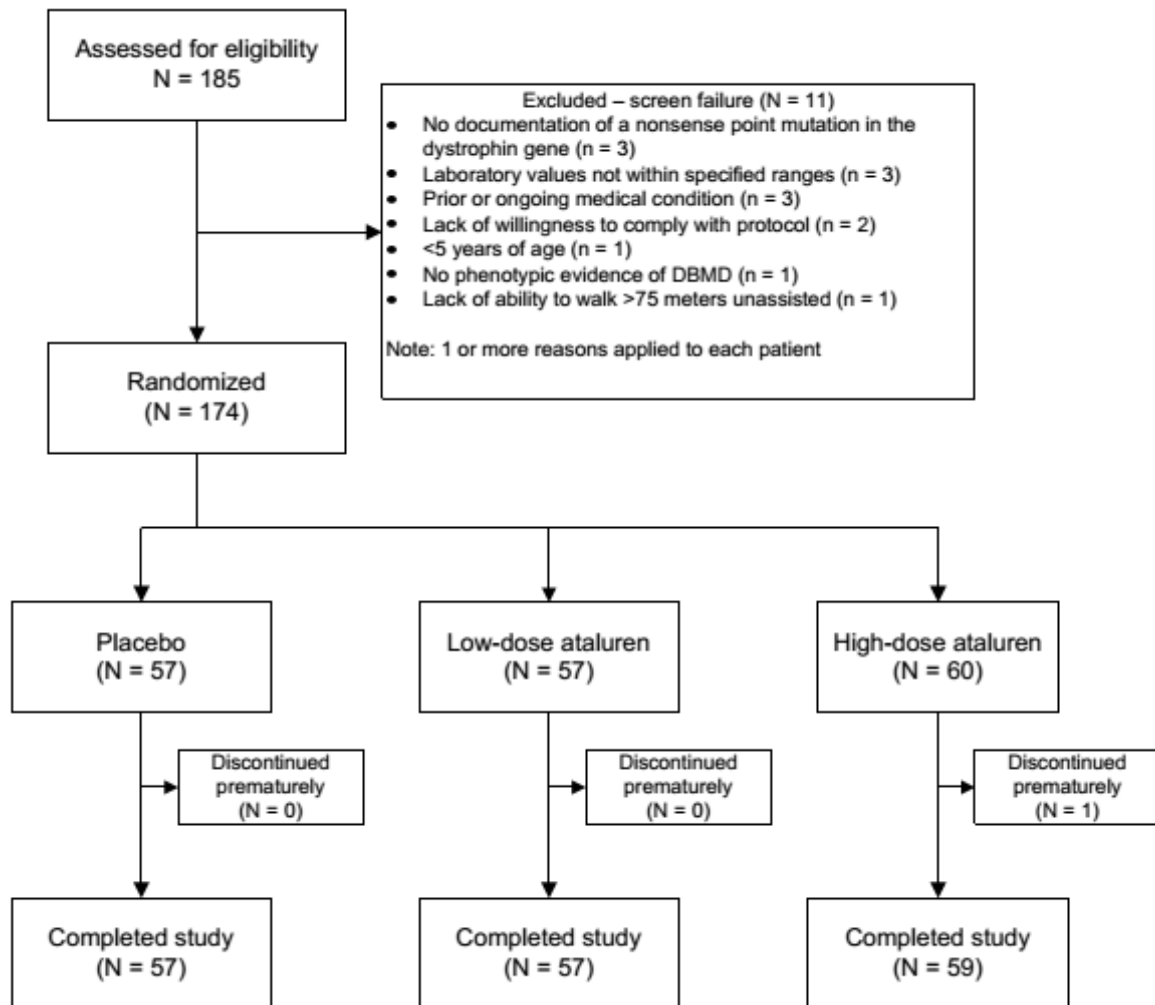 Assessed for eligibility
N = 185
Excluded – screen failure (N = 11)
• No documentation of a nonsense point mutation in the
dystrophin gene (n = 3)
• Laboratory values not within specified ranges (n = 3)
• Prior or ongoing medical condition (n = 3)
• Lack of willingness to comply with protocol (n = 2)
• <5 years of age (n = 1)
• No phenotypic evidence of DBMD (n = 1)
• Lack of ability to walk >75 meters unassisted (n = 1)
Note: 1 or more reasons applied to each patient
Randomized
(N = 174)
Placebo
(N = 57)
Low-dose ataluren
(N = 57)
High-dose ataluren
(N = 60)
Discontinued
prematurely
(N = 0)
Discontinued
prematurely
(N = 0)
Discontinued
prematurely
(N = 1)
Completed study
(N = 57)
Completed study
(N = 57)
Completed study
(N = 59)